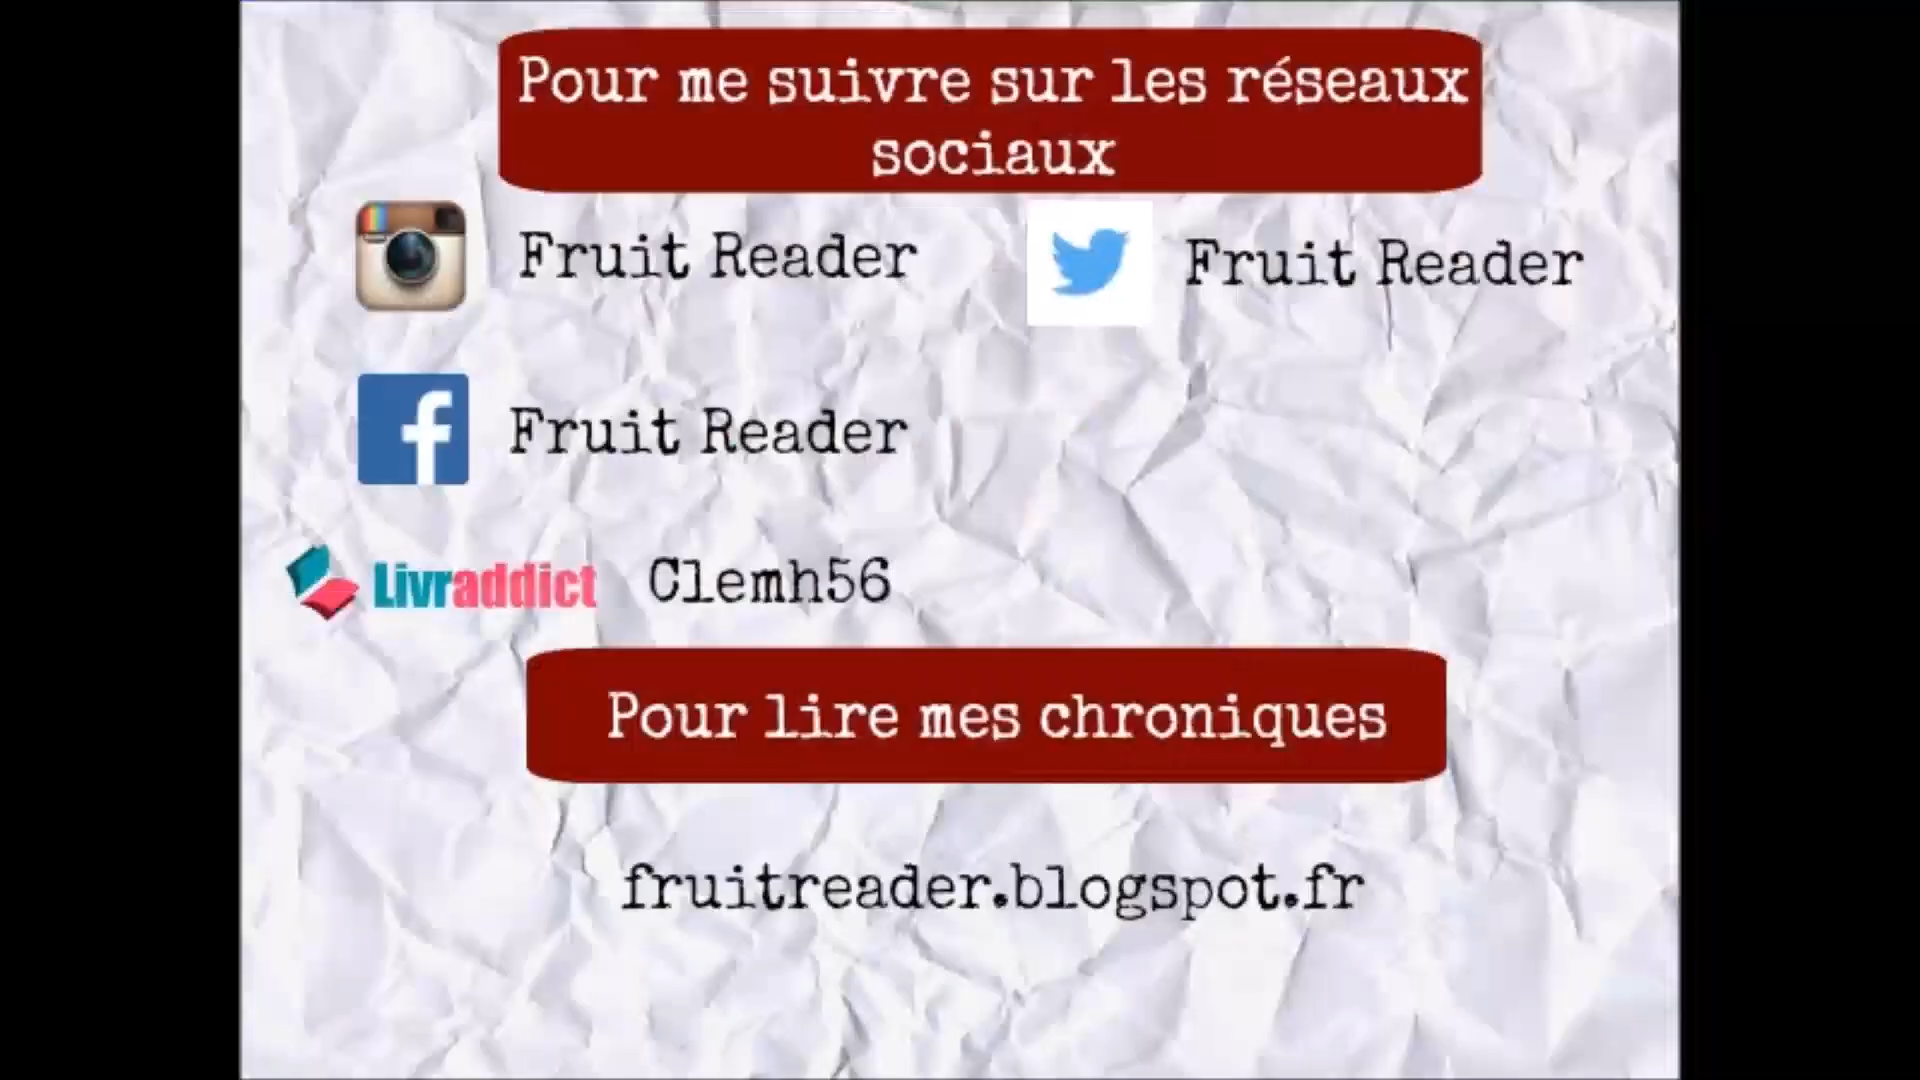 Pour me suivre sur les réseaux
sociaux
Fruit Reader
Fruit Reader
Fruit Reader
Livraddict
Clemh56
Pour lire mes chroniques
fruitreader.blogspot.fr